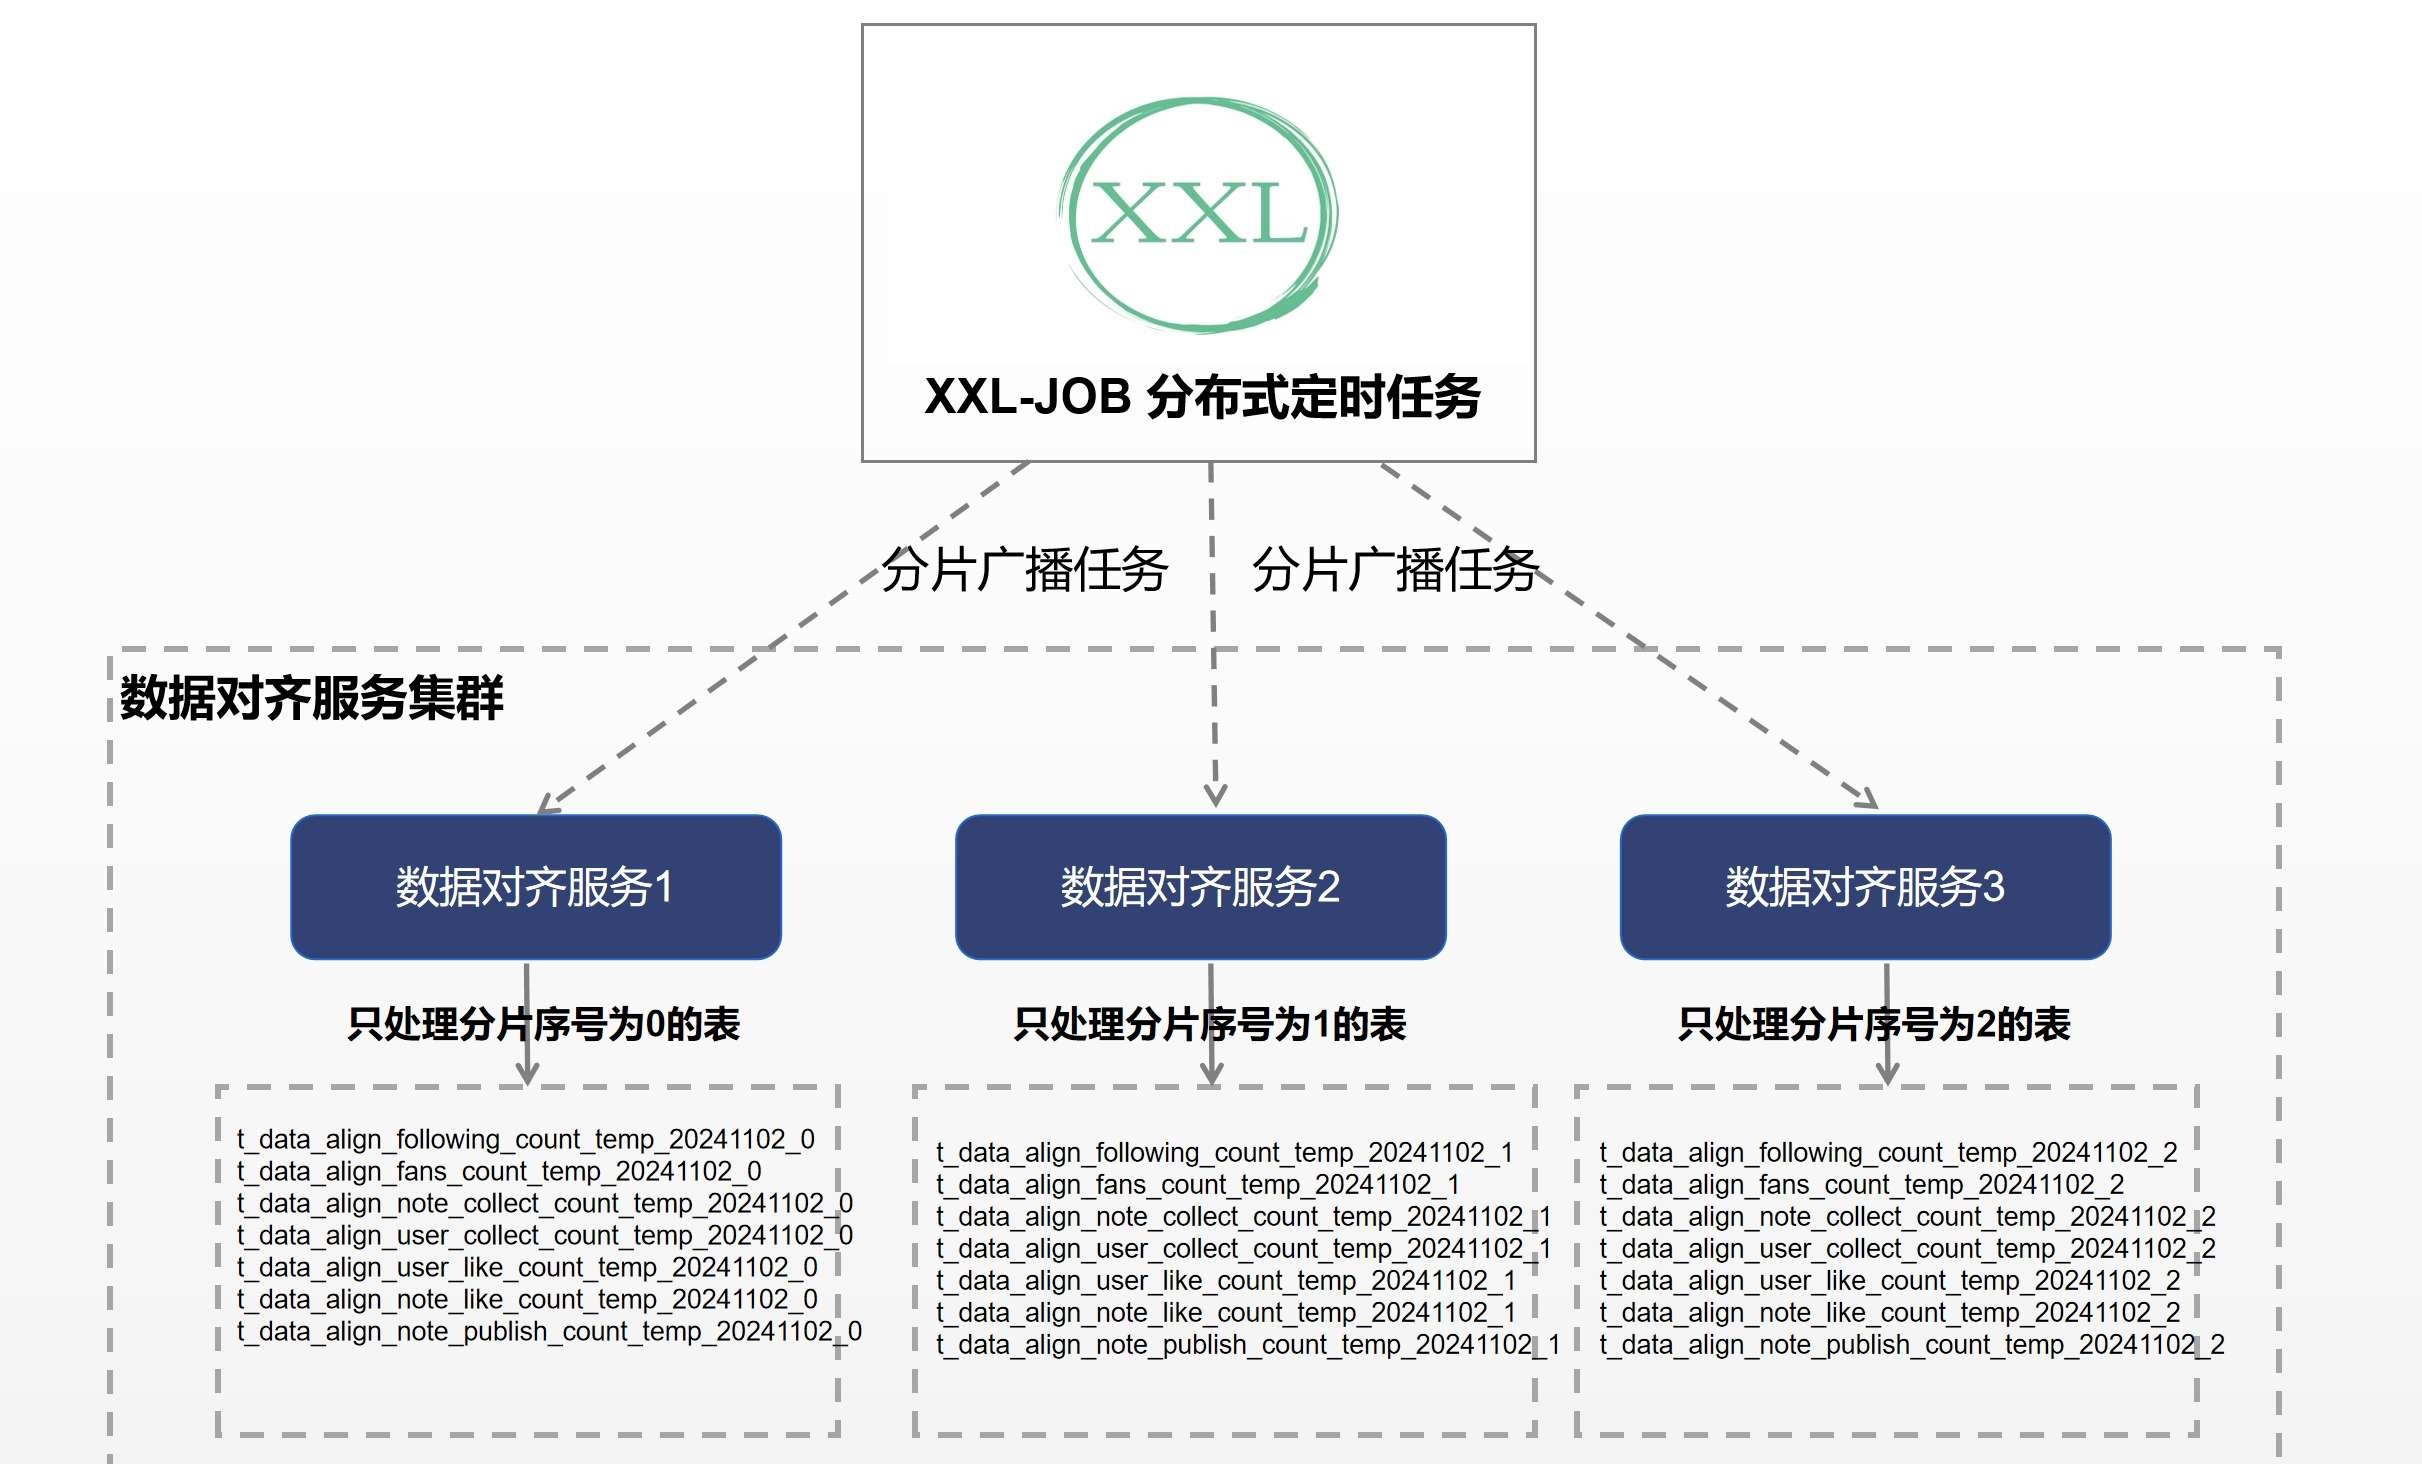 XXL
XXL-JOB 分布式定时任务
分片广播任务
分片广播任务
数据对齐服务集群
数据对齐服务1
数据对齐服务2
数据对齐服务3
只处理分片序号为0的表
只处理分片序号为1的表
只处理分片序号为2的表
t_data_align_following_count_temp_20241102_0
t_data_align_fans_count_temp_20241102_0
t_data_align_note_collect_count_temp_20241102_0
t_data_align_user_collect_count_temp_20241102_0
t_data_align_user_like_count_temp_20241102_0
t_data_align_note_like_count_temp_20241102_0
t_data_align_note_publish_count_temp_20241102_0
t_data_align_following_count_temp_20241102_1
t_data_align_fans_count_temp_20241102_1
t_data_align_note_collect_count_temp_20241102_1
t_data_align_user_collect_count_temp_20241102_1
t_data_align_user_like_count_temp_20241102_1
t_data_align_note_like_count_temp_20241102_1
t_data_align_note_publish_count_temp_20241102_1
t_data_align_following_count_temp_20241102_2
t_data_align_fans_count_temp_20241102_2
t_data_align_note_collect_count_temp_20241102_2
t_data_align_user_collect_count_temp_20241102_2
t_data_align_user_like_count_temp_20241102_2
t_data_align_note_like_count_temp_20241102_2
t_data_align_note_publish_count_temp_20241102_2